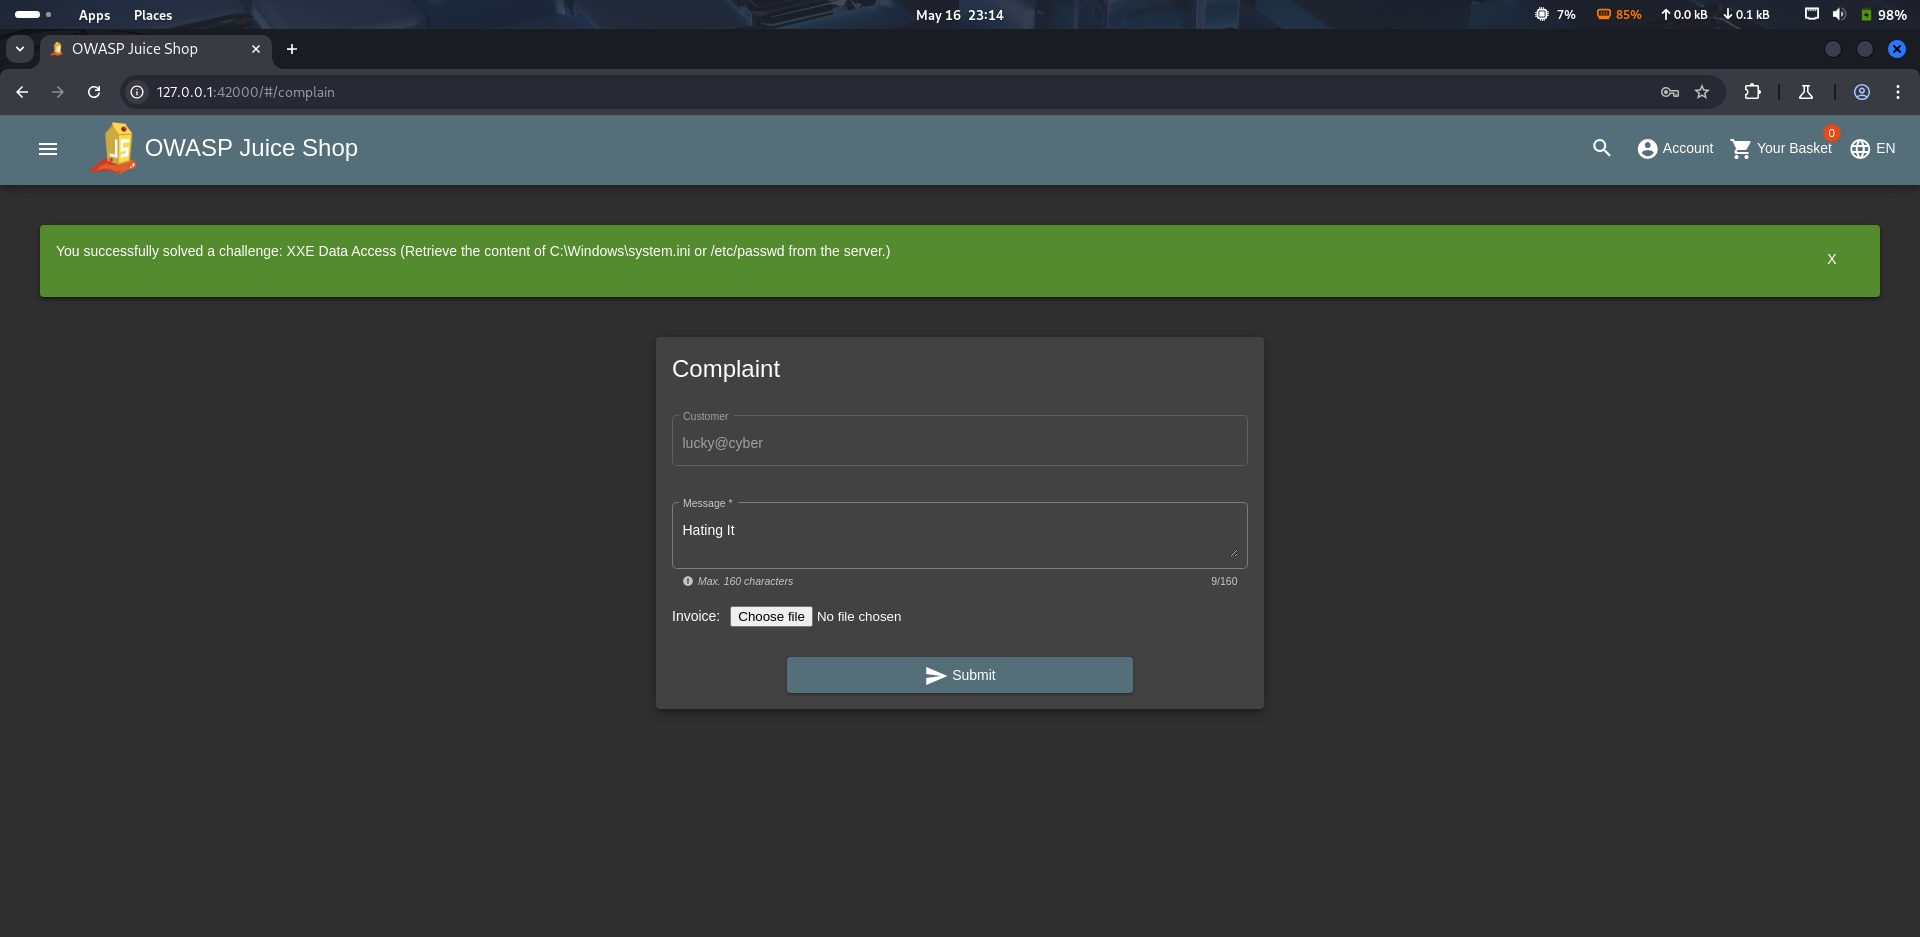 Apps Places May 16 23:14 7% 85% 0.0 kB 0.1 kB 98%
OWASP Juice Shop
127.0.0.1:42000/#/complain
JS OWASP Juice Shop Account Your Basket 0 EN
You successfully solved a challenge: XXE Data Access (Retrieve the content of C:\Windows\system.ini or /etc/passwd from the server.)
X
Complaint
Customer
lucky@cyber
Message *
Hating It
Max. 160 characters 9/160
Invoice: Choose file No file chosen
Submit